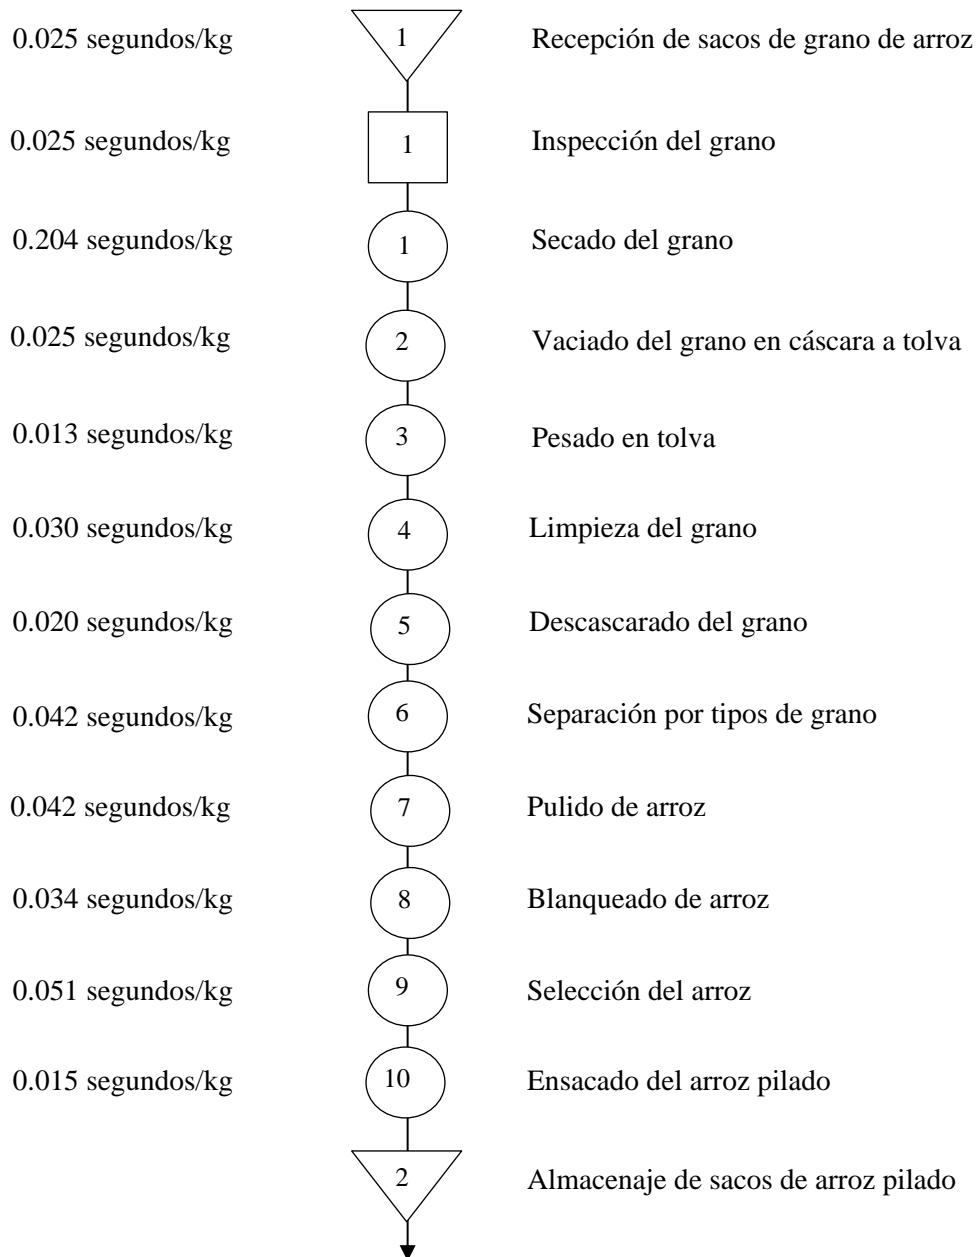 0.025 segundos/kg 1 Recepción de sacos de grano de arroz
0.025 segundos/kg 1 Inspección del grano
0.204 segundos/kg 1 Secado del grano
0.025 segundos/kg 2 Vaciado del grano en cáscara a tolva
0.013 segundos/kg 3 Pesado en tolva
0.030 segundos/kg 4 Limpieza del grano
0.020 segundos/kg 5 Descascarado del grano
0.042 segundos/kg 6 Separación por tipos de grano
0.042 segundos/kg 7 Pulido de arroz
0.034 segundos/kg 8 Blanqueado de arroz
0.051 segundos/kg 9 Selección del arroz
0.015 segundos/kg 10 Ensacado del arroz pilado
2 Almacenaje de sacos de arroz pilado